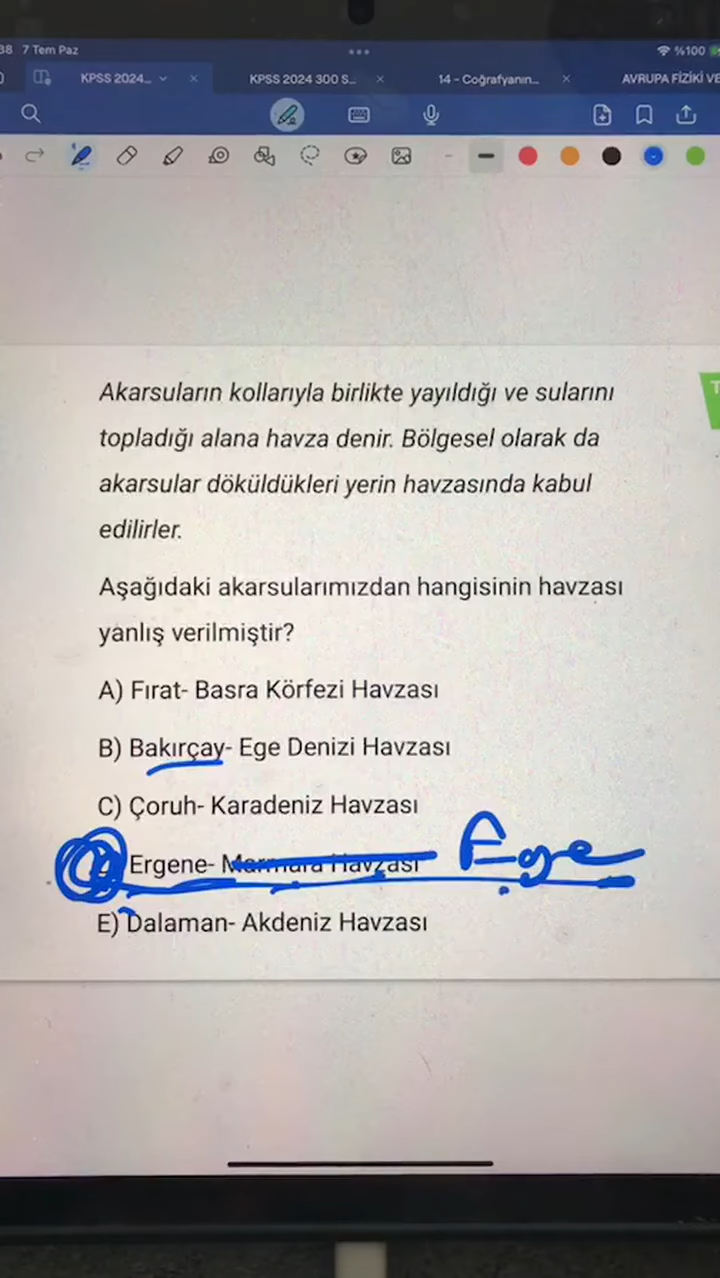 38 7 Tem Paz
%100
KPSS 2024...
KPSS 2024 300 S...
14 - Coğrafyanın...
AVRUPA FİZİKİ VE
Akarsuların kollarıyla birlikte yayıldığı ve sularını
topladığı alana havza denir. Bölgesel olarak da
akarsular döküldükleri yerin havzasında kabul
edilirler.
Aşağıdaki akarsularımızdan hangisinin havzası
yanlış verilmiştir?
A) Fırat- Basra Körfezi Havzası
B) Bakırçay- Ege Denizi Havzası
C) Çoruh- Karadeniz Havzası
Ergene- Marmara Havzası Ege
E) Dalaman- Akdeniz Havzası